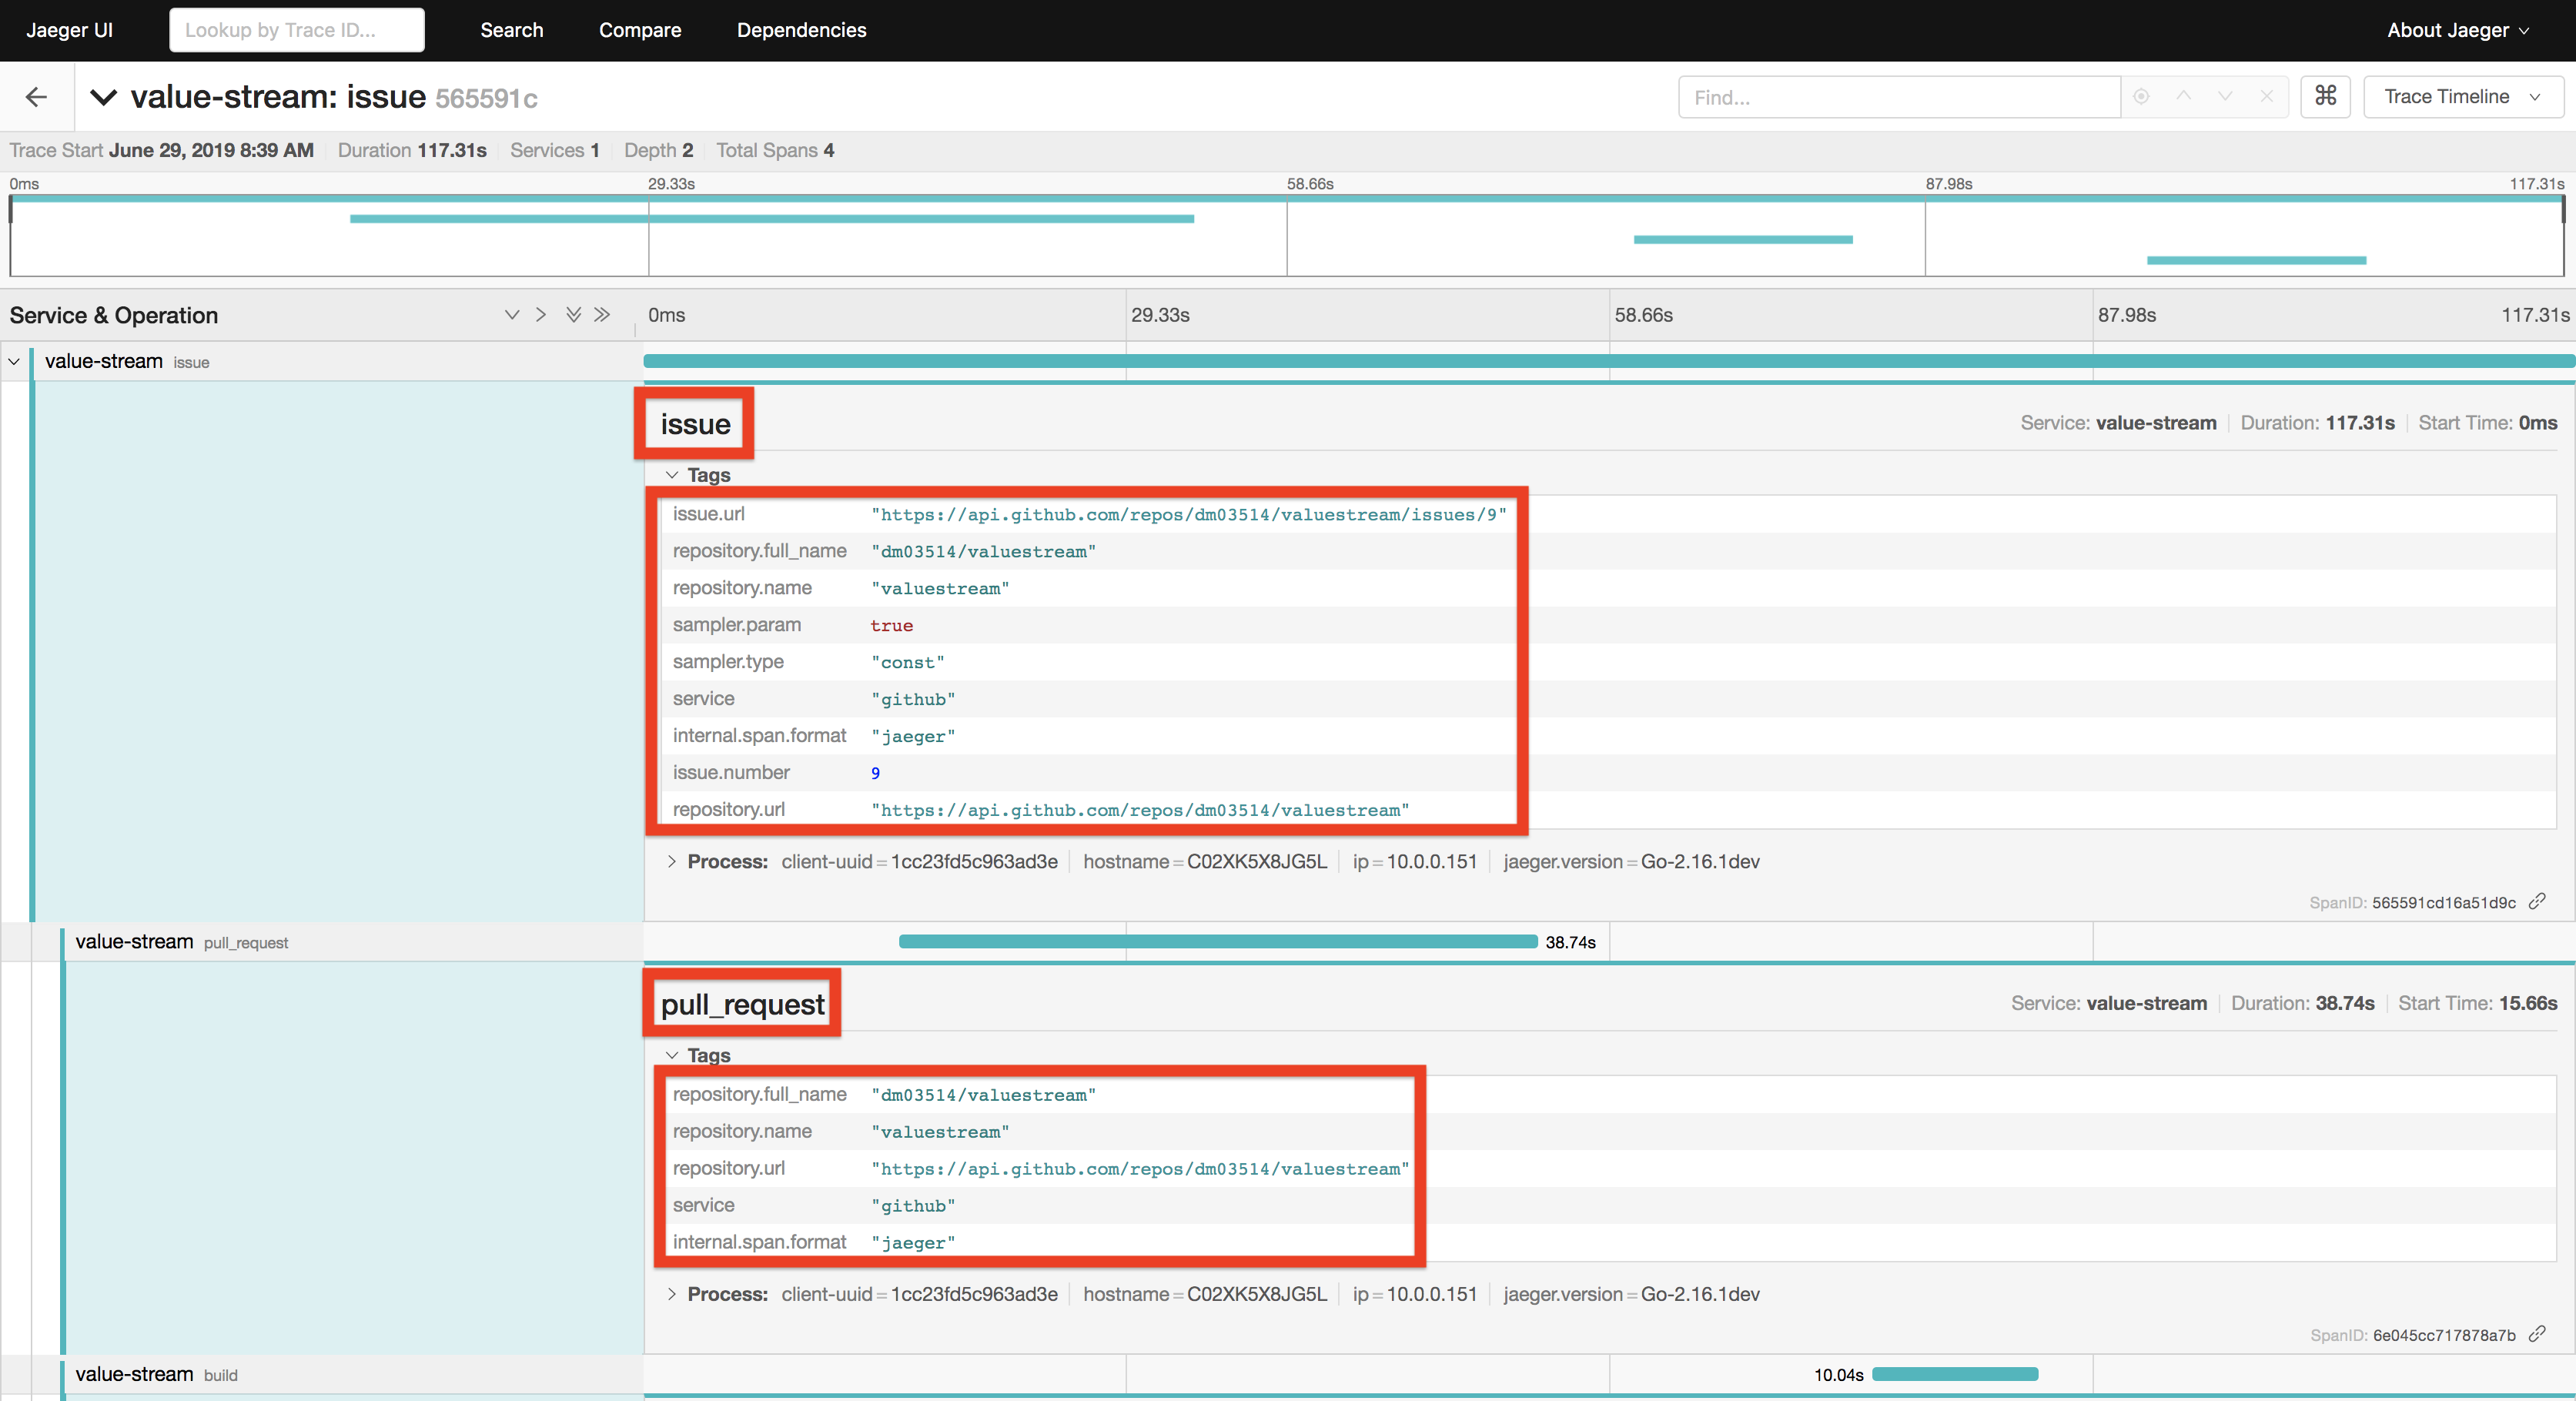 Jaeger UI Lookup by Trace ID... Search Compare Dependencies About Jaeger
value-stream: issue 565591c Find... ⌘ Trace Timeline
Trace Start June 29, 2019 8:39 AM Duration 117.31s Services 1 Depth 2 Total Spans 4
0ms 29.33s 58.66s 87.98s 117.31s
Service & Operation 0ms 29.33s 58.66s 87.98s 117.31s
value-stream issue
issue Service: value-stream Duration: 117.31s Start Time: 0ms
Tags
issue.url "https://api.github.com/repos/dm03514/valuestream/issues/9"
repository.full_name "dm03514/valuestream"
repository.name "valuestream"
sampler.param true
sampler.type "const"
service "github"
internal.span.format "jaeger"
issue.number 9
repository.url "https://api.github.com/repos/dm03514/valuestream"
Process: client-uuid = 1cc23fd5c963ad3e hostname = C02XK5X8JG5L ip = 10.0.0.151 jaeger.version = Go-2.16.1dev
SpanID: 565591cd16a51d9c
value-stream pull_request 38.74s
pull_request Service: value-stream Duration: 38.74s Start Time: 15.66s
Tags
repository.full_name "dm03514/valuestream"
repository.name "valuestream"
repository.url "https://api.github.com/repos/dm03514/valuestream"
service "github"
internal.span.format "jaeger"
Process: client-uuid = 1cc23fd5c963ad3e hostname = C02XK5X8JG5L ip = 10.0.0.151 jaeger.version = Go-2.16.1dev
SpanID: 6e045cc717878a7b
value-stream build 10.04s